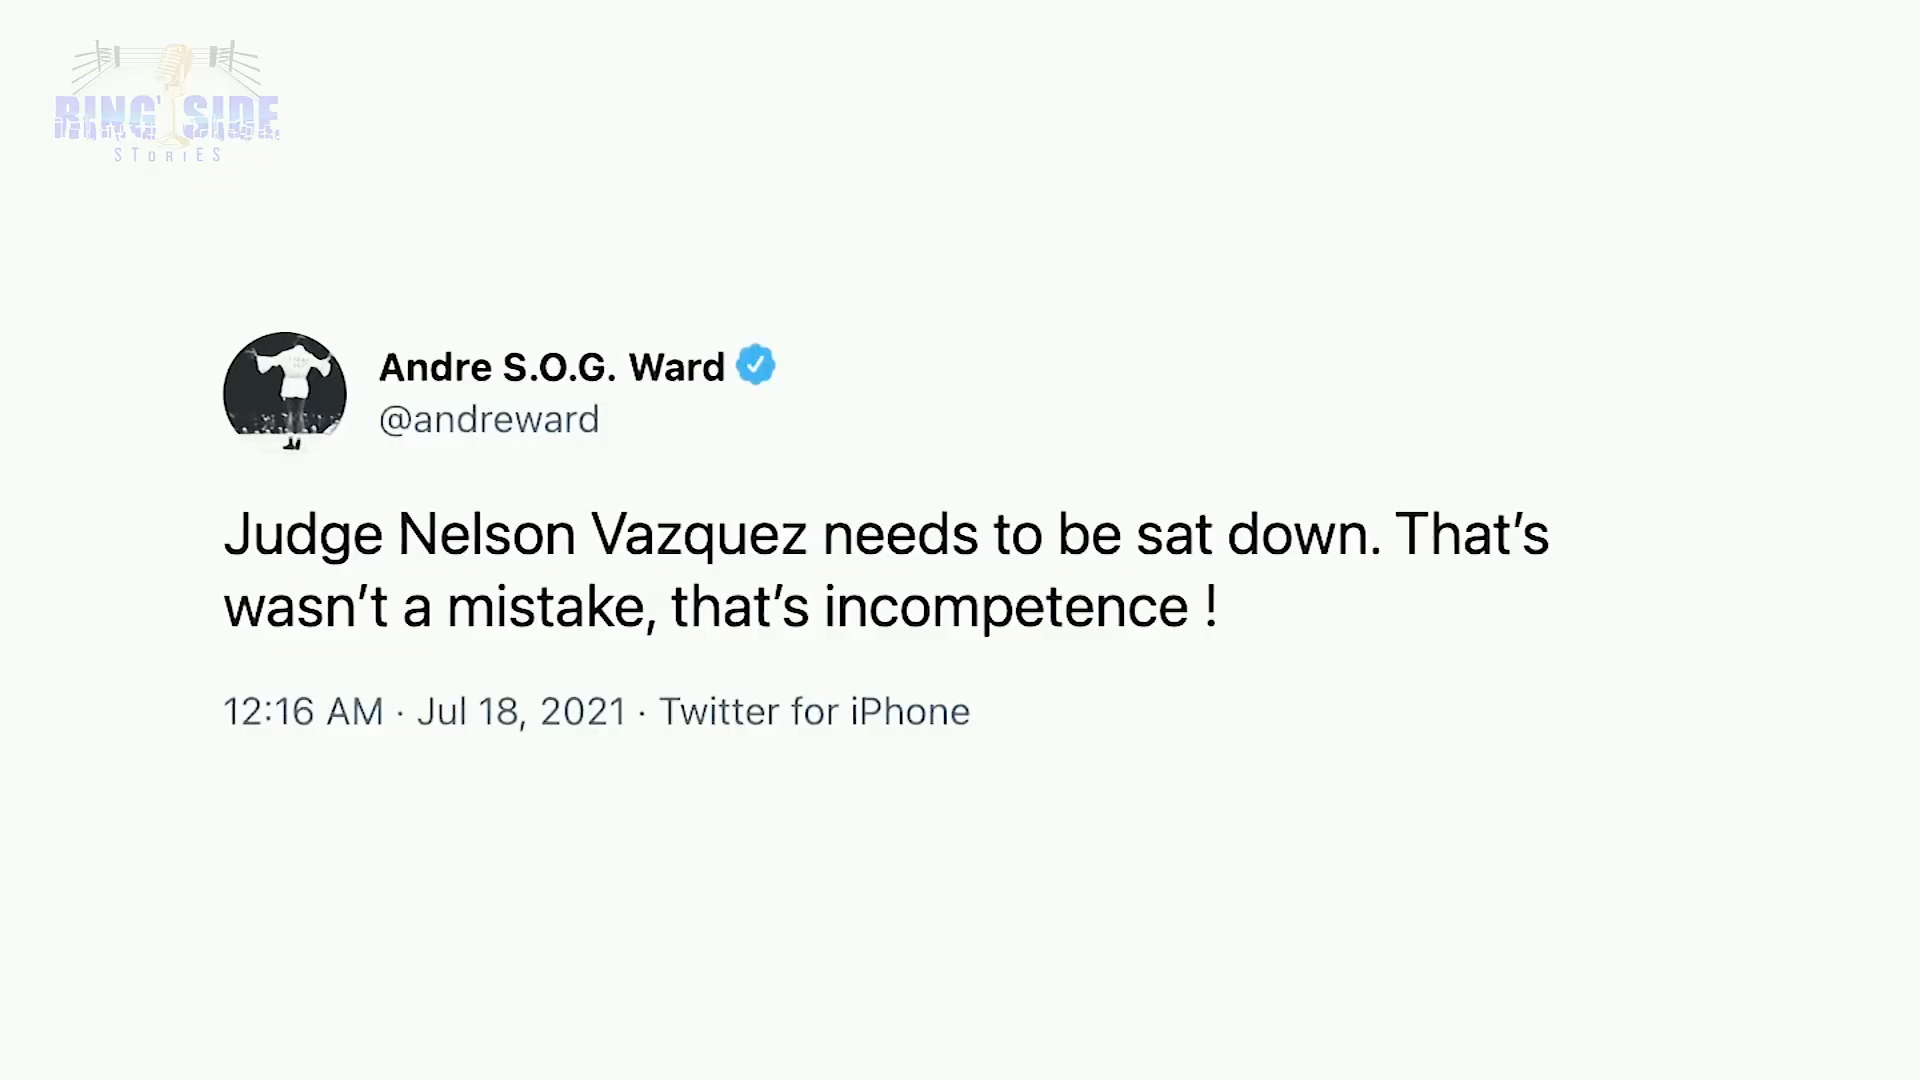 RING SIDE
STORIES
Andre S.O.G. Ward
@andreward
Judge Nelson Vazquez needs to be sat down. That’s
wasn’t a mistake, that’s incompetence !
12:16 AM · Jul 18, 2021 · Twitter for iPhone